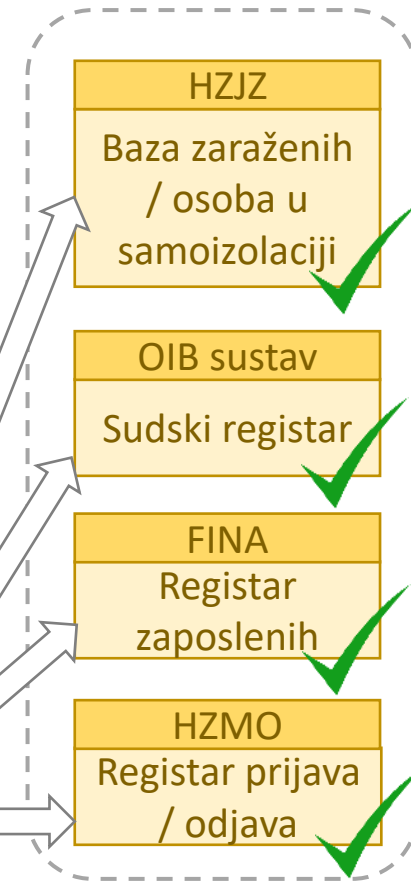 HZJZ
Baza zaraženih
/ osoba u
samoizolaciji
OIB sustav
Sudski registar
FINA
Registar
zaposlenih
HZMO
Registar prijava
/ odjava